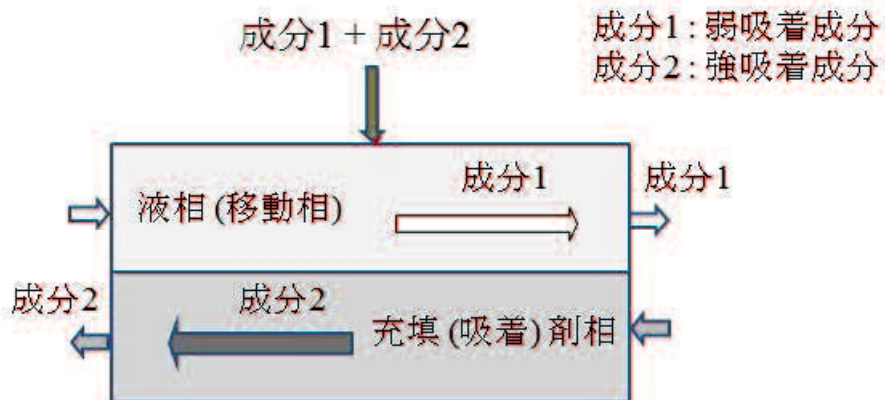 成分1 + 成分2
成分1 : 弱吸着成分
成分2 : 強吸着成分
成分1
成分1
液相 (移動相)
成分2
成分2
充填 (吸着) 剤相